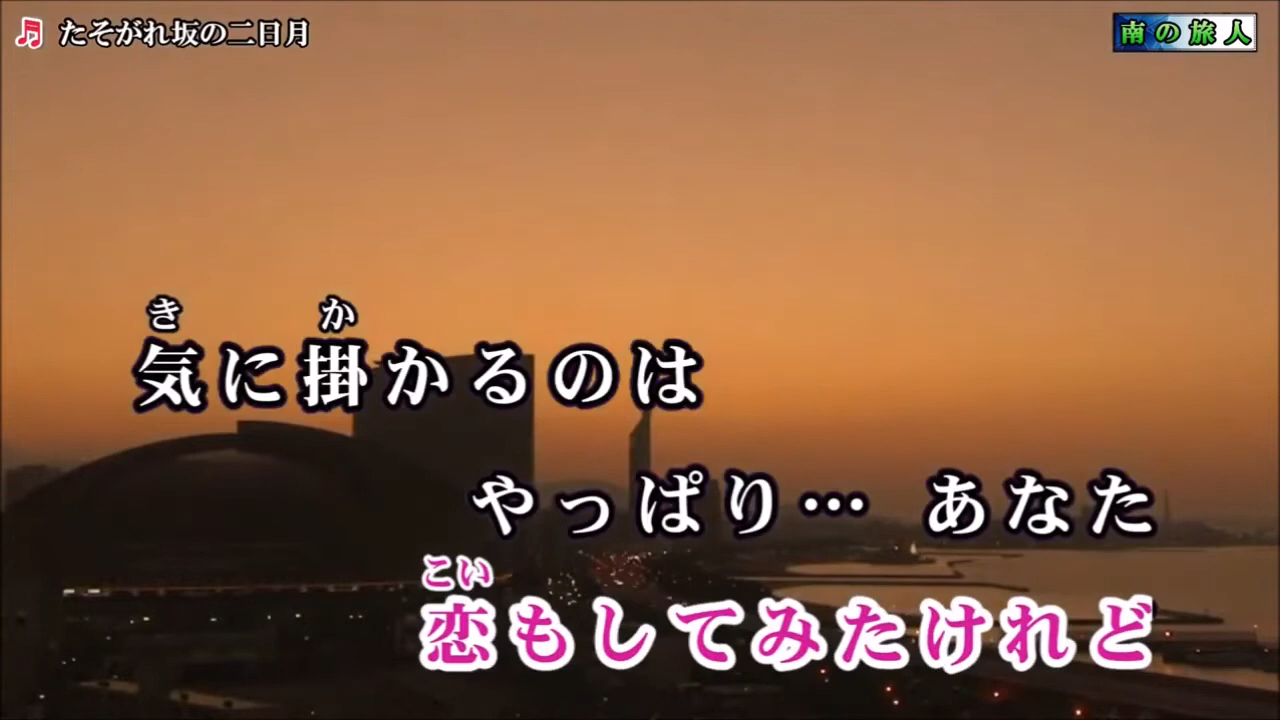 たそがれ坂の二日月
南の旅人
き か
気に掛かるのは
やっぱり… あなた
こい
恋もしてみたけれど